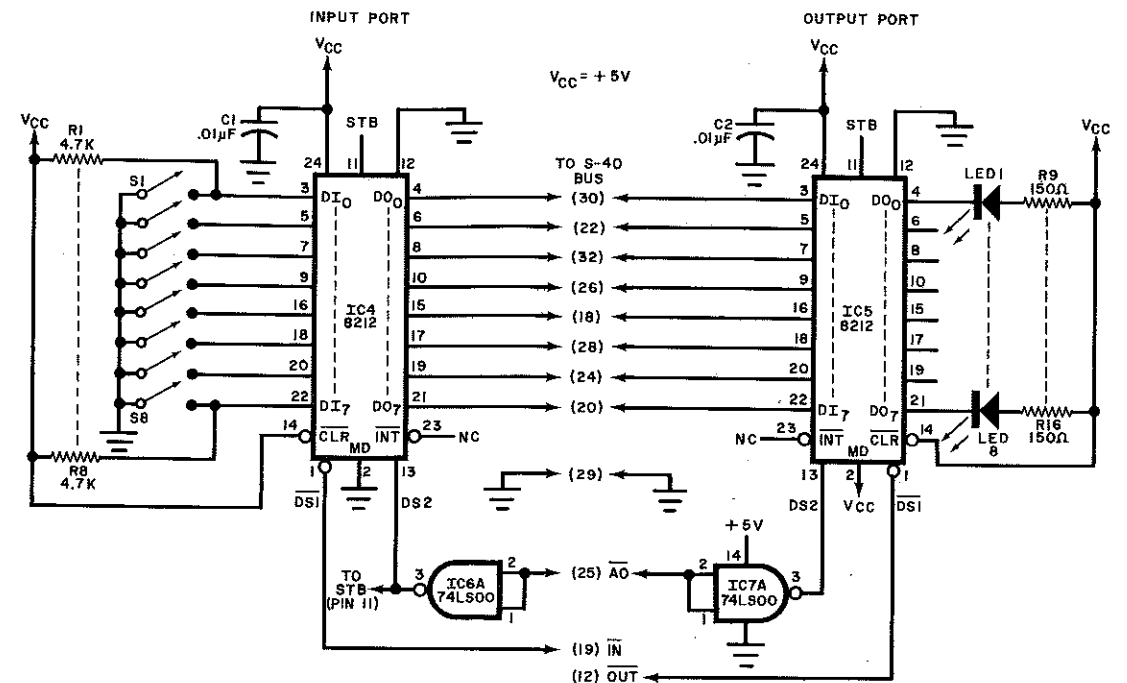 INPUT PORT
OUTPUT PORT
VCC
VCC
VCC = +5V
C1
.01µF
STB
C2
.01µF
STB
VCC
R1
4.7K
VCC
24
11
12
TO S-40
BUS
24
11
12
LED1
R9
150Ω
S1
3
DI0
DO0
4
(30)
3
DI0
DO0
4
5
6
(22)
5
6
7
8
(32)
7
8
9
10
(26)
9
10
IC4
8212
IC5
8212
16
15
(18)
16
15
18
17
(28)
18
17
20
19
(24)
20
19
22
DI7
DO7
21
(20)
22
DI7
DO7
21
S8
14
CLR
INT
23
NC
NC
23
INT
CLR
14
R16
150Ω
LED
8
R8
4.7K
MD
1
2
13
(29)
MD
13
2
1
DS1
DS2
DS2
VCC
DS1
+5V
14
TO
STB
(PIN 11)
3
IC6A
74LS00
2
1
(25) A0
2
1
IC7A
74LS00
3
(19) IN
(12) OUT